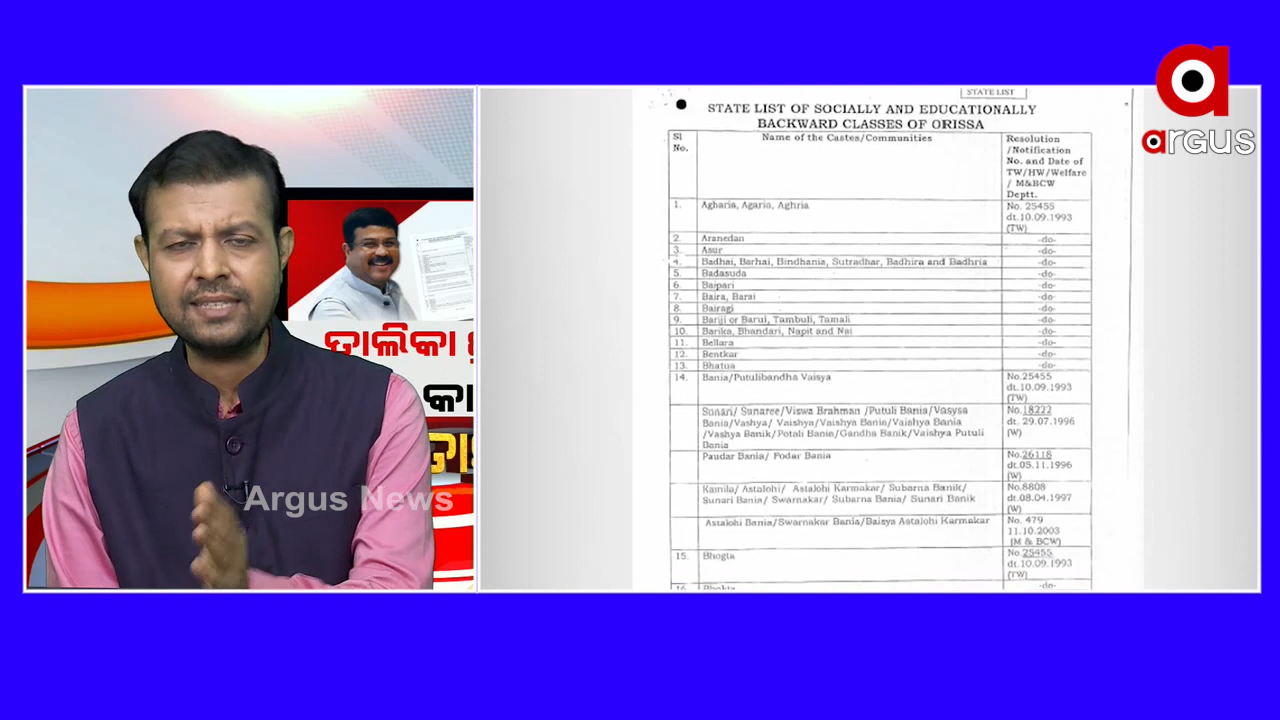 argus
Argus News
ତାଲିକା
STATE LIST
STATE LIST OF SOCIALLY AND EDUCATIONALLY
BACKWARD CLASSES OF ORISSA
Sl No. Name of the Castes/Communities Resolution /Notification No. and Date of TW/HW/Welfare / M&BCW Deptt.
1. Agharia, Agaria, Aghria No. 25455 dt.10.09.1993 (TW)
2. Aranedan -do-
3. Asur -do-
4. Badhai, Barhai, Bindhania, Sutradhar, Badhira and Badhria -do-
5. Badasuda -do-
6. Baipari -do-
7. Baira, Barai -do-
8. Bairagi -do-
9. Bariji or Barui, Tambuli, Tamali -do-
10. Barika, Bhandari, Napit and Nai -do-
11. Bellara -do-
12. Bentkar -do-
13. Bhatua -do-
14. Bania/Putulibandha Vaisya No.25455 dt.10.09.1993 (TW)
Sunari/ Sunaree/Viswa Brahman /Putuli Bania/Vasysa Bania/Vashya/ Vaishya/Vaishya Bania/Vaishya Bania /Vashya Banik/Potali Bania/Gandha Banik/Vaishya Putuli Bania No.18222 dt. 29.07.1996 (W)
Paudar Bania/ Podar Bania No.26118 dt.05.11.1996 (W)
Kamila/ Astalohi/ Astalohi Karmakar/ Subarna Banik/ Sunari Bania/ Swarnakar/ Subarna Bania/ Sunari Banik No.8808 dt.08.04.1997 (W)
Astalohi Bania/Swarnakar Bania/Baisya Astalohi Karmakar No. 479 11.10.2003 (M & BCW)
15. Bhogta No.25455 dt.10.09.1993 (TW)
-do-